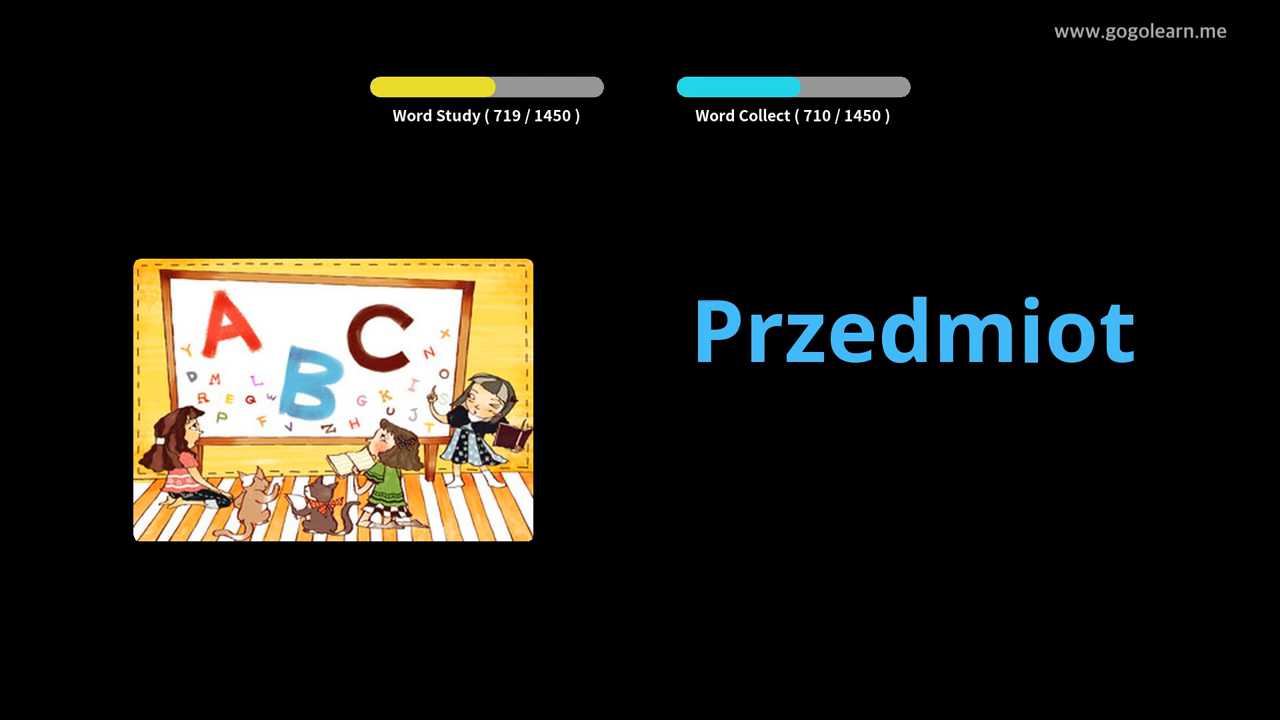 www.gogolearn.me
Word Study ( 719 / 1450 )
Word Collect ( 710 / 1450 )
Przedmiot
A
B
C
Y
D M L
R E Q W
P F V Z H
G K I
U J T
N X
O S